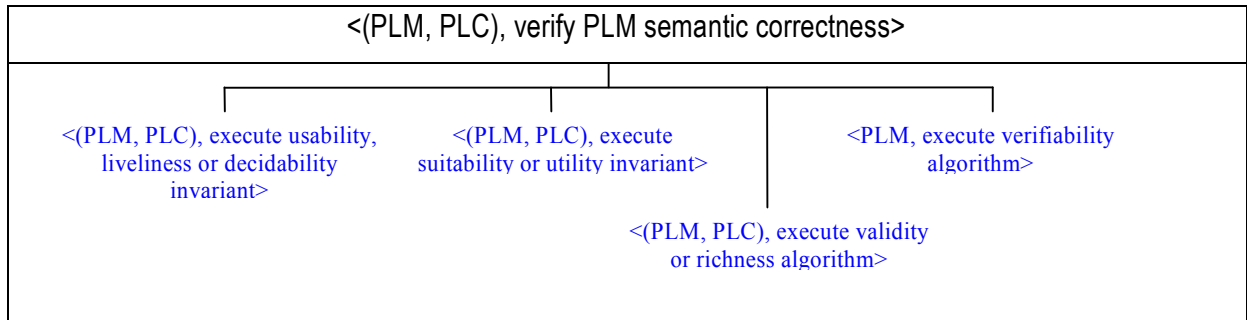 <(PLM, PLC), verify PLM semantic correctness>
<(PLM, PLC), execute usability,
liveliness or decidability
invariant>
<(PLM, PLC), execute
suitability or utility invariant>
<PLM, execute verifiability
algorithm>
<(PLM, PLC), execute validity
or richness algorithm>